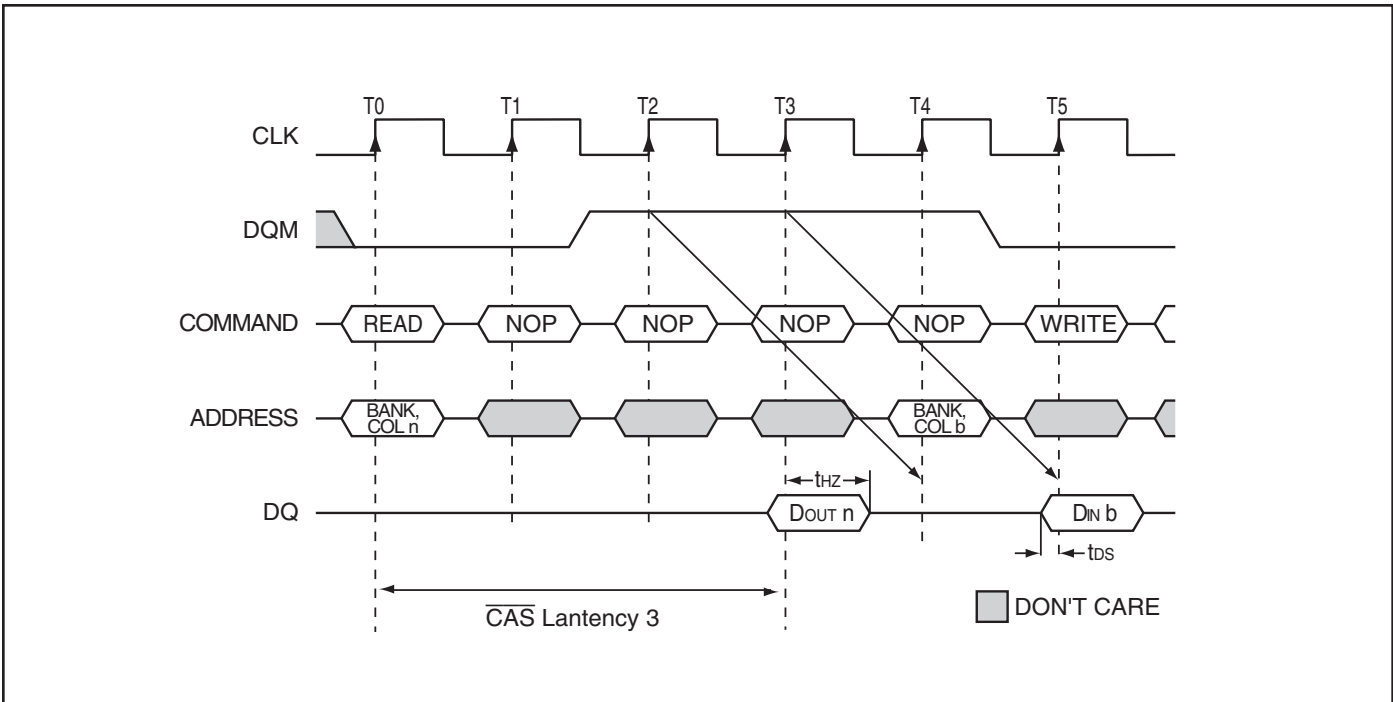 T0 T1 T2 T3 T4 T5
CLK
DQM
COMMAND READ NOP NOP NOP NOP WRITE
ADDRESS BANK, COL n BANK, COL b
tHZ
DQ DOUT n DIN b
tDS
CAS Lantency 3
DON'T CARE